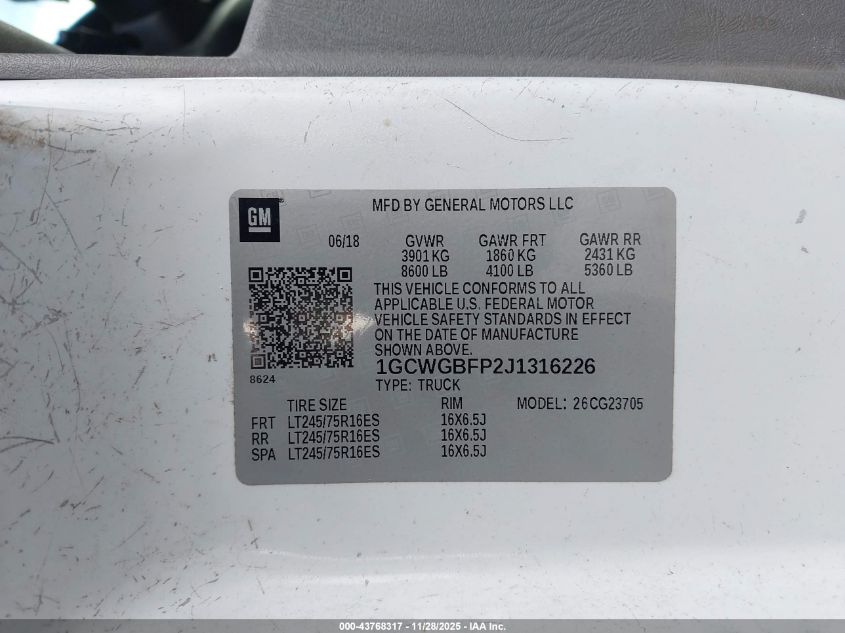 GM
MFD BY GENERAL MOTORS LLC
06/18 GVWR GAWR FRT GAWR RR
3901 KG 1860 KG 2431 KG
8600 LB 4100 LB 5360 LB
THIS VEHICLE CONFORMS TO ALL
APPLICABLE U.S. FEDERAL MOTOR
VEHICLE SAFETY STANDARDS IN EFFECT
ON THE DATE OF MANUFACTURE
SHOWN ABOVE.
8624
1GCWGBFP2J1316226
TYPE: TRUCK
TIRE SIZE RIM MODEL: 26CG23705
FRT LT245/75R16ES 16X6.5J
RR LT245/75R16ES 16X6.5J
SPA LT245/75R16ES 16X6.5J
000-43768317 - 11/28/2025 - IAA Inc.